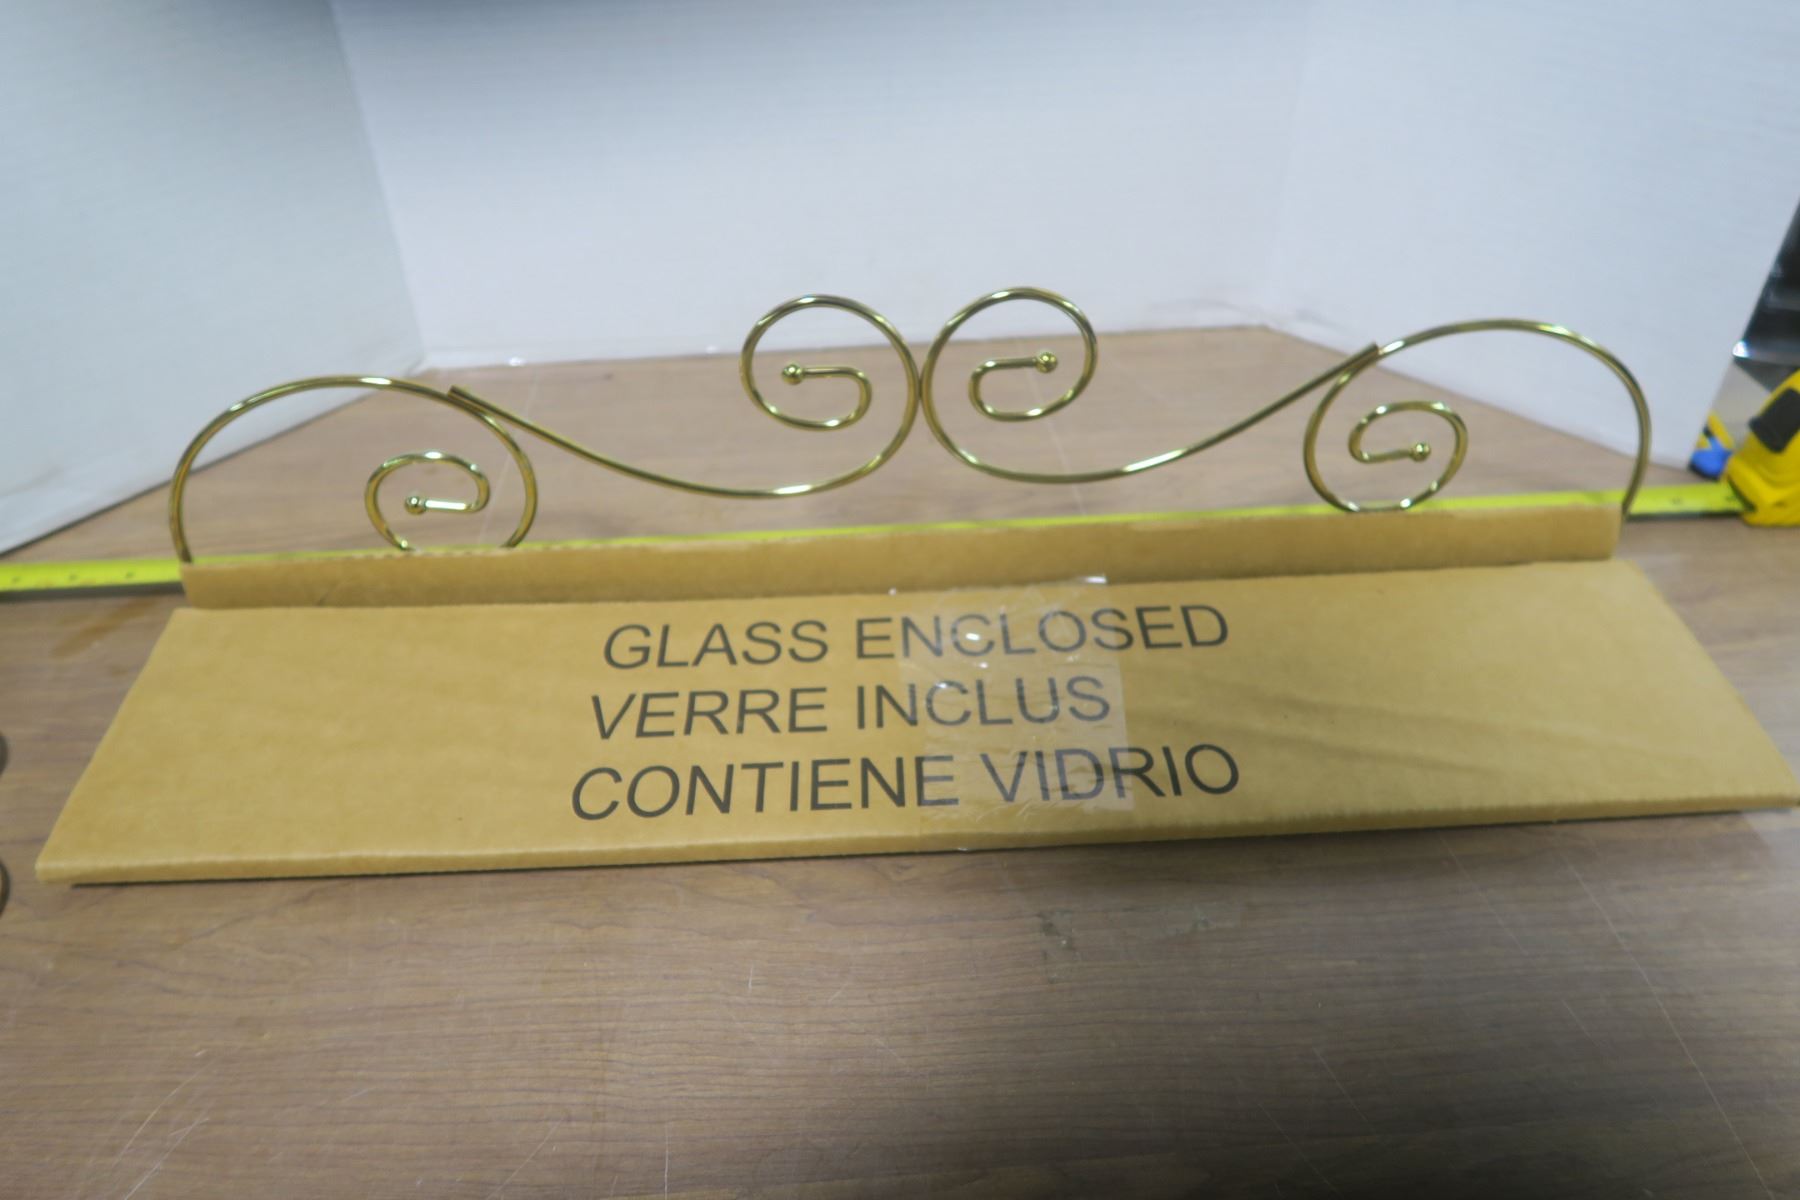 GLASS ENCLOSED
VERRE INCLUS
CONTIENE VIDRIO